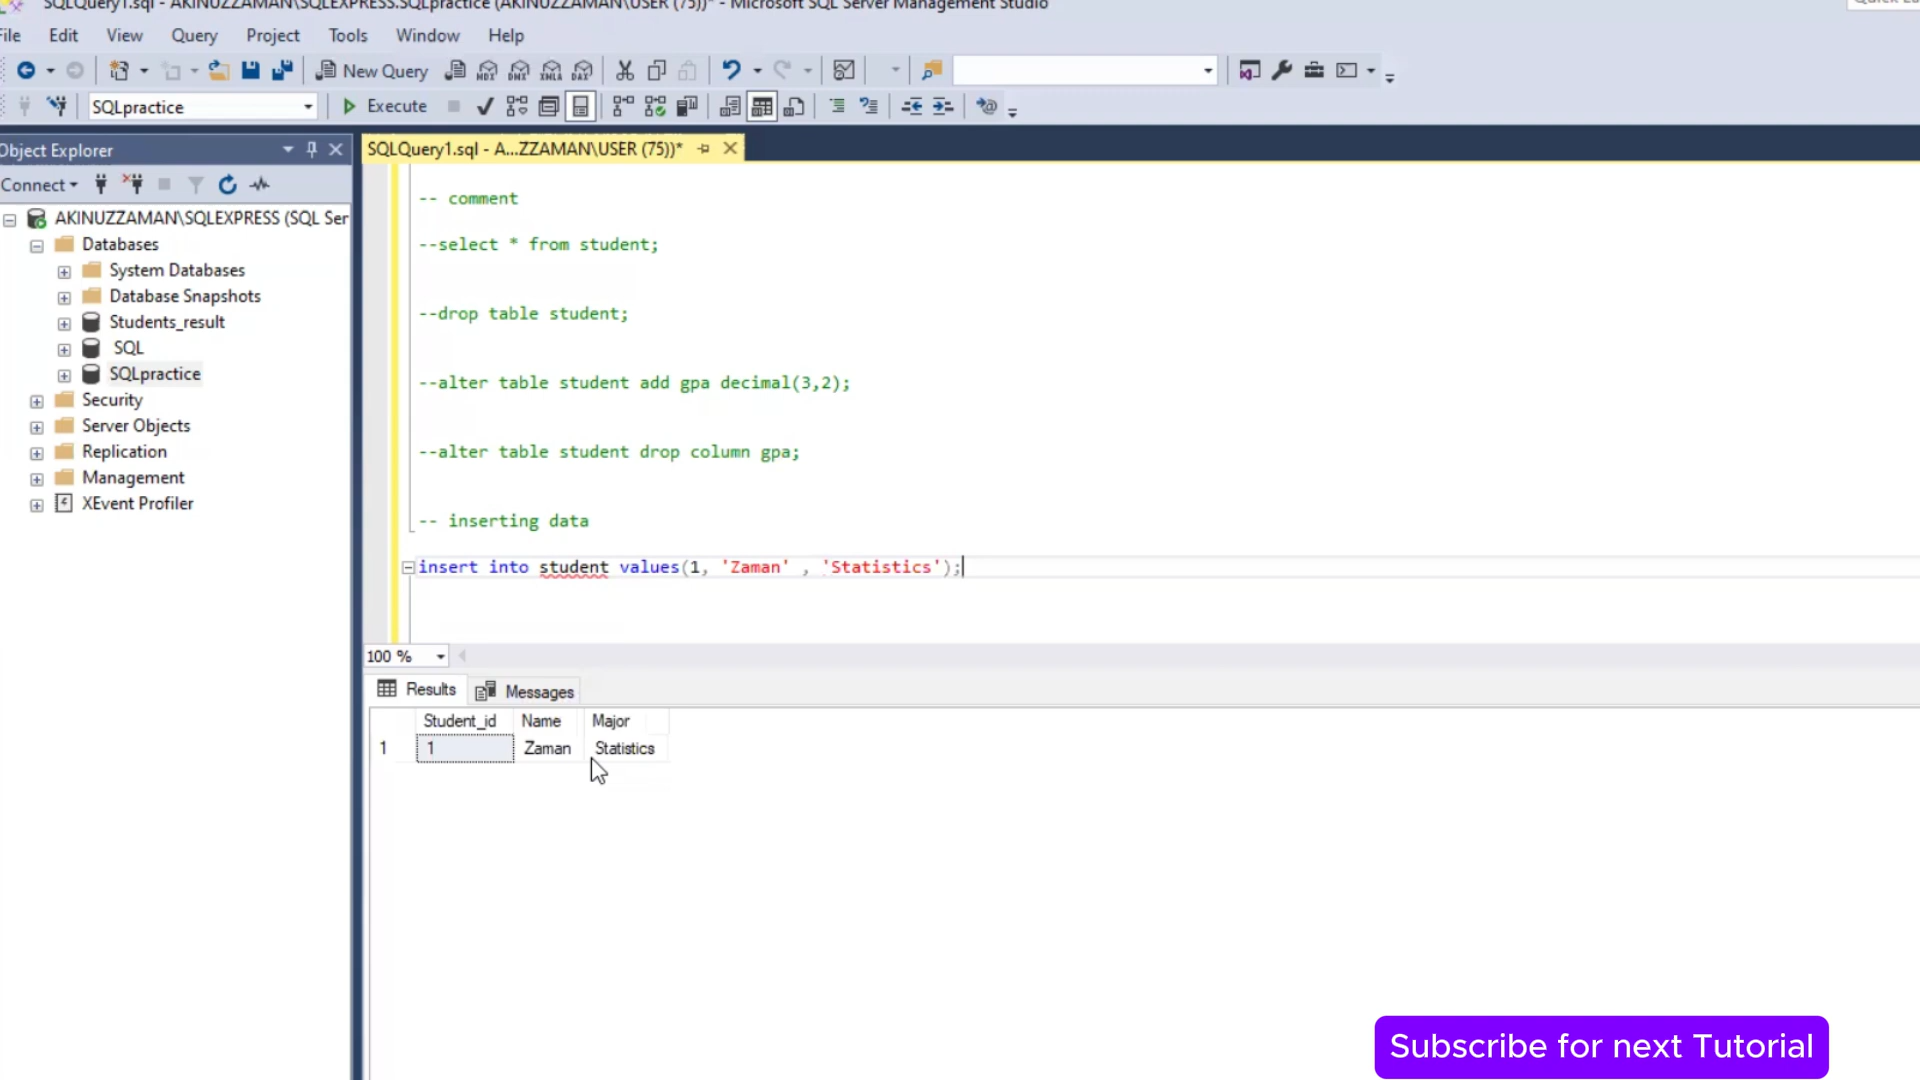 SQLQuery1.sql - AKINUZZAMAN\SQLEXPRESS.SQLpractice (AKINUZZAMAN\USER (75))* - Microsoft SQL Server Management Studio
File Edit View Query Project Tools Window Help
New Query
MDX DMX XMLA DAX
SQLpractice Execute
Object Explorer
SQLQuery1.sql - A...ZZAMAN\USER (75))*
Connect
AKINUZZAMAN\SQLEXPRESS (SQL Ser
Databases
System Databases
Database Snapshots
Students_result
SQL
SQLpractice
Security
Server Objects
Replication
Management
XEvent Profiler
-- comment
--select * from student;
--drop table student;
--alter table student add gpa decimal(3,2);
--alter table student drop column gpa;
-- inserting data
insert into student values(1, 'Zaman' , 'Statistics');
100 %
Results Messages
Student_id Name Major
1 1 Zaman Statistics
Subscribe for next Tutorial